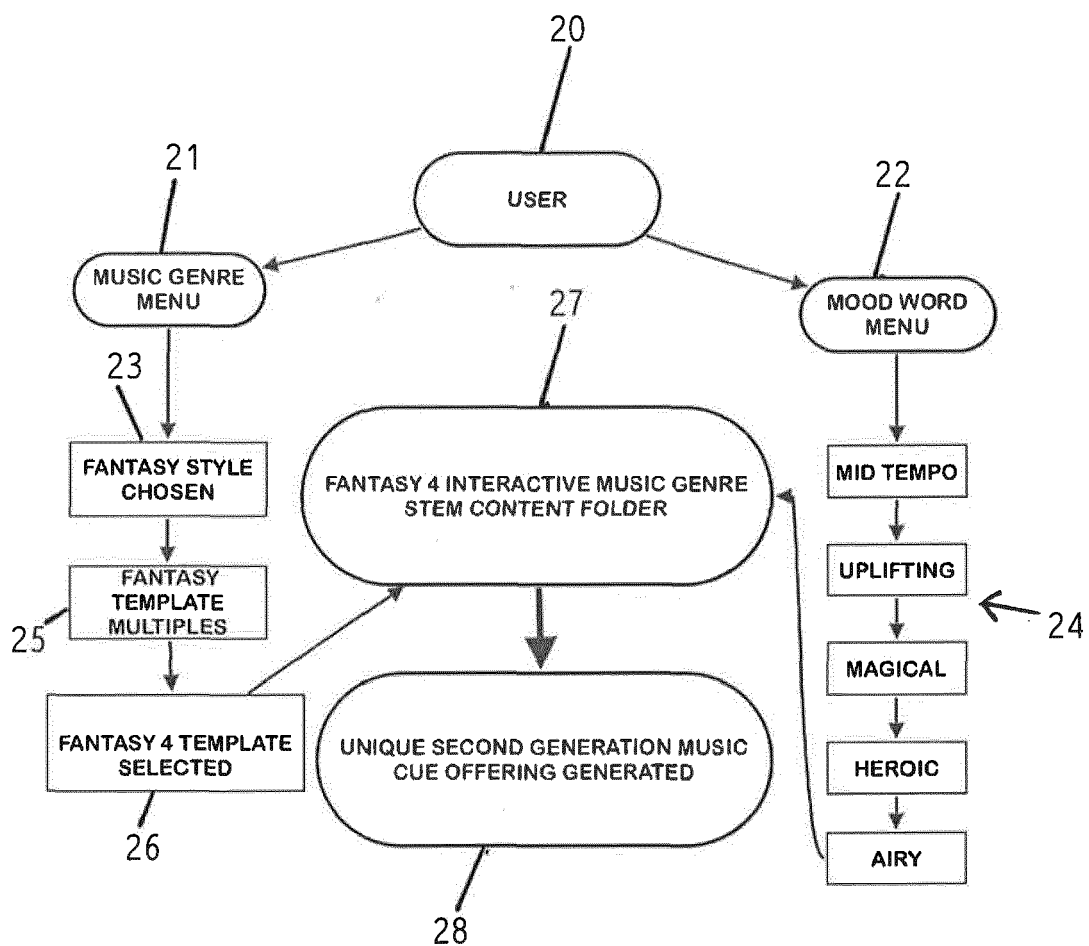 20
USER
21
MUSIC GENRE
MENU
22
MOOD WORD
MENU
23
FANTASY STYLE
CHOSEN
25
FANTASY
TEMPLATE
MULTIPLES
26
FANTASY 4 TEMPLATE
SELECTED
27
FANTASY 4 INTERACTIVE MUSIC GENRE
STEM CONTENT FOLDER
UNIQUE SECOND GENERATION MUSIC
CUE OFFERING GENERATED
28
MID TEMPO
UPLIFTING
24
MAGICAL
HEROIC
AIRY